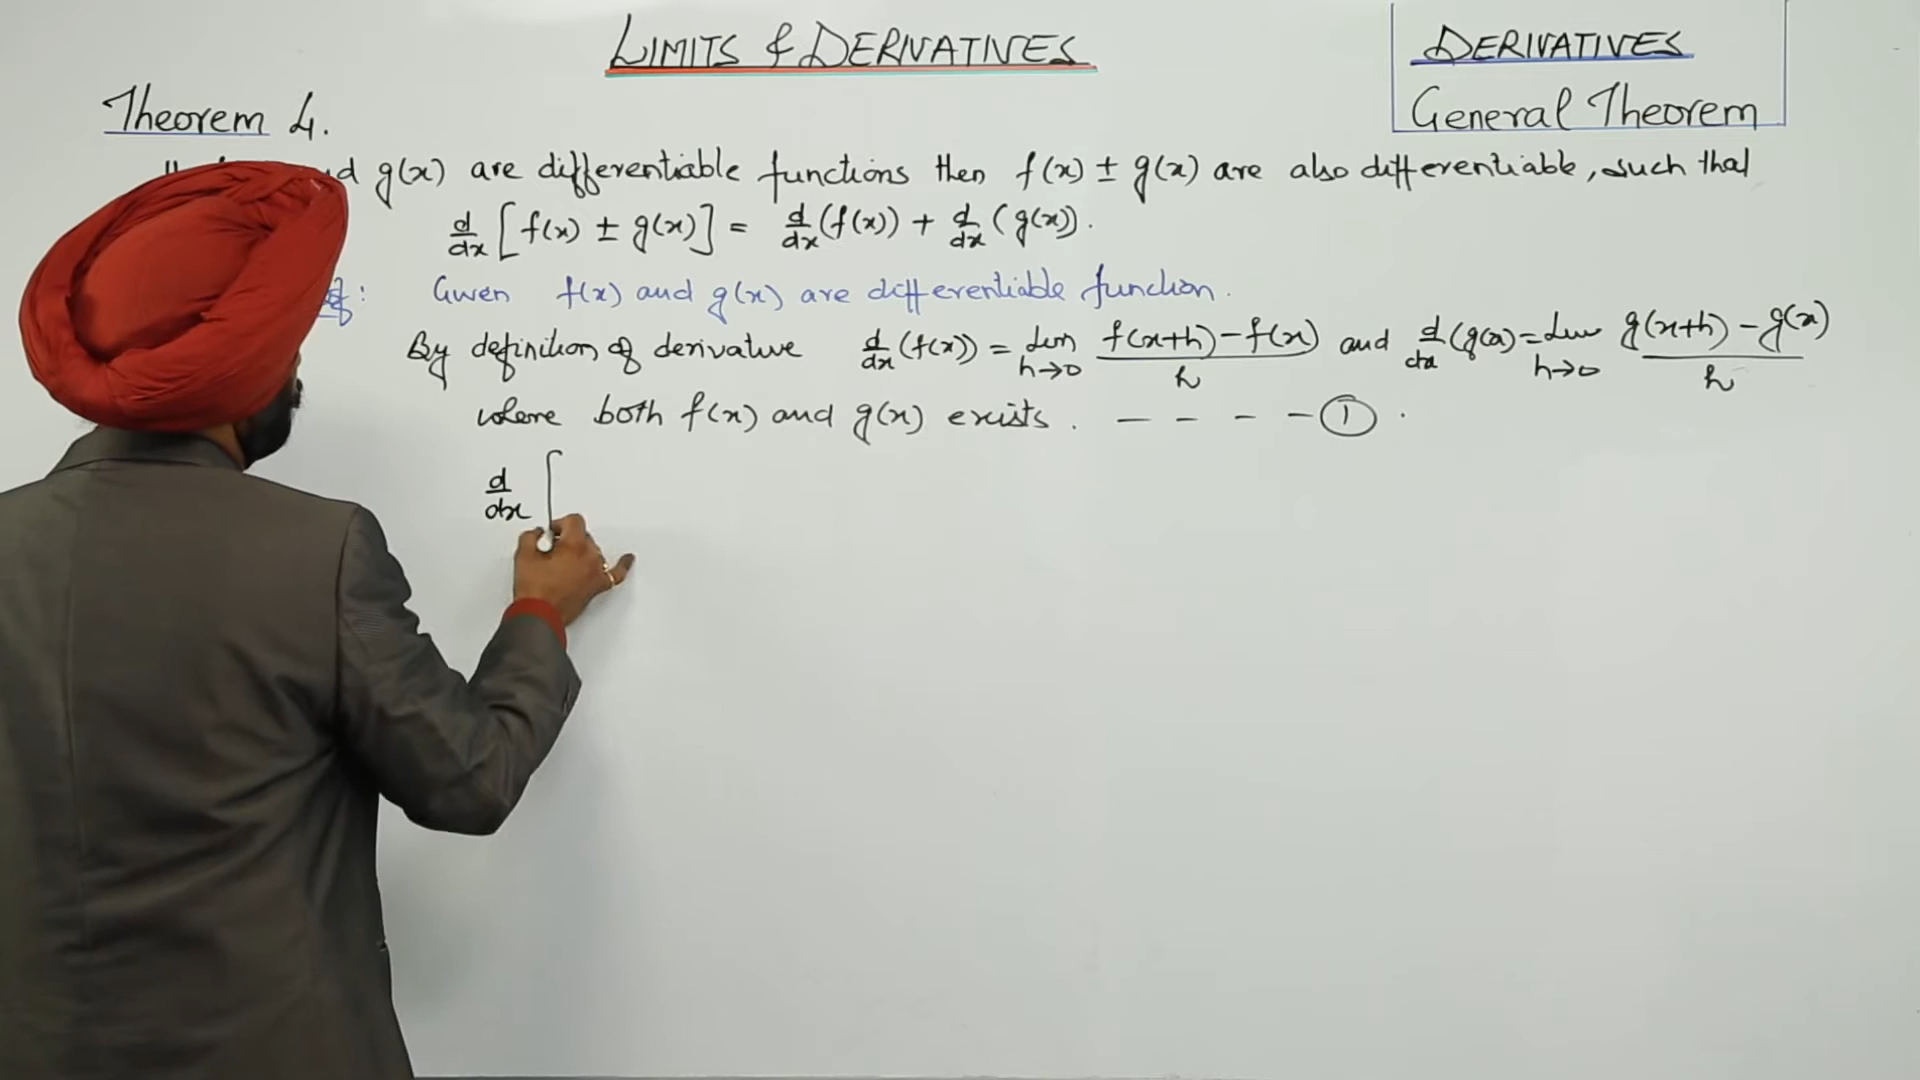 LIMITS & DERIVATIVES
DERIVATIVES
General Theorem
Theorem 4.
g(x) are differentiable functions then f(x) ± g(x) are also differentiable, such that
d/dx [f(x) ± g(x)] = d/dx (f(x)) + d/dx (g(x)).
Given f(x) and g(x) are differentiable function.
By definition of derivative d/dx (f(x)) = Lim h→0 f(x+h) – f(x) / h and d/dx (g(x) = Lim h→0 g(x+h) – g(x) / h
where both f(x) and g(x) exists. – – – – ①.
d/dx [